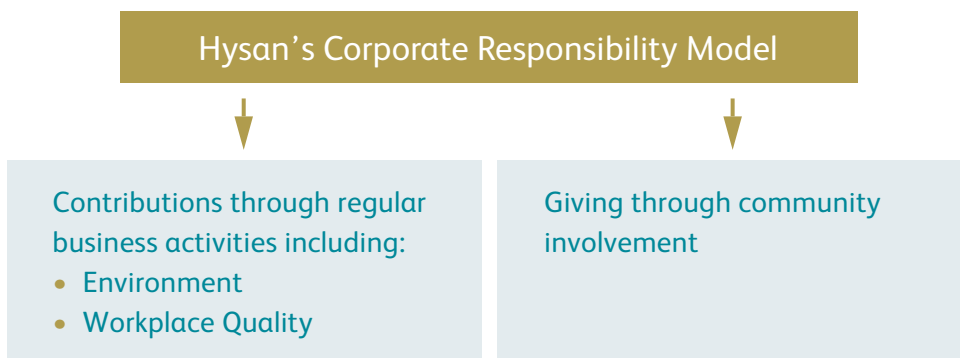 Hysan’s Corporate Responsibility Model
Contributions through regular
business activities including:
• Environment
• Workplace Quality
Giving through community
involvement